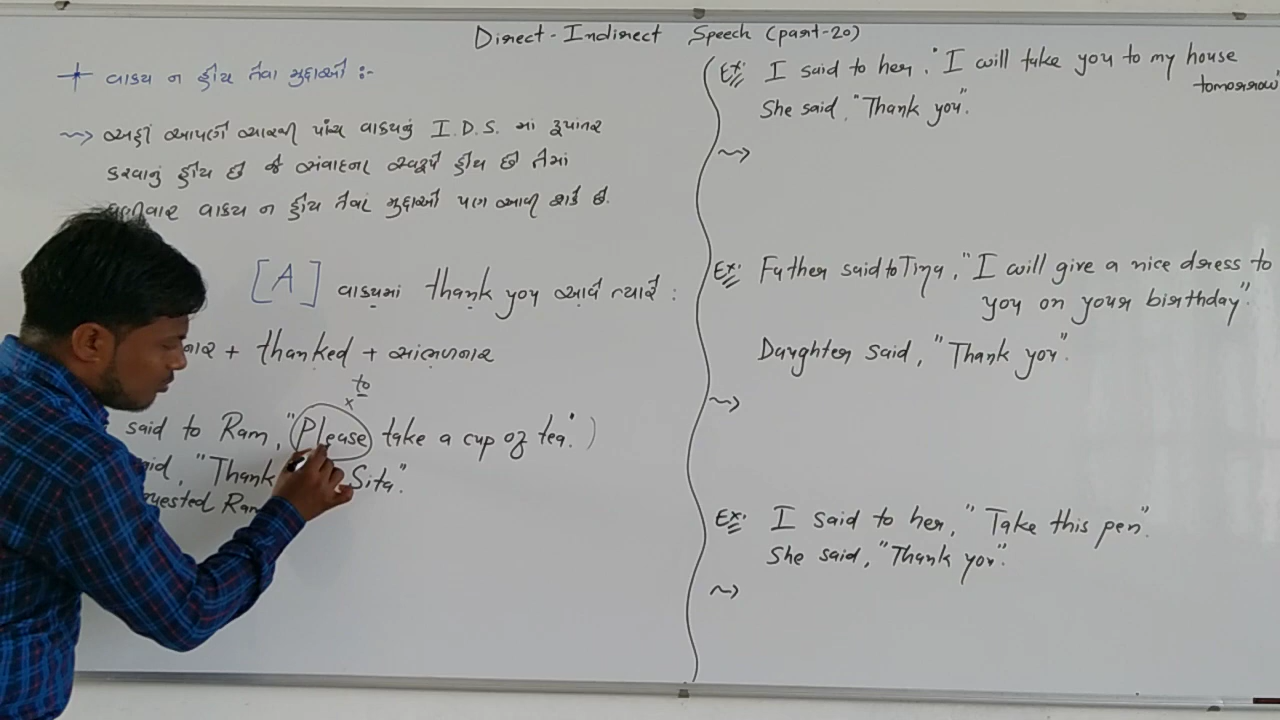 Direct - Indirect Speech (part-20)
વાક્ય ન હોય તેવા મુદ્દાઓ :-
અહીં આપણે ચારથી પાંચ વાક્યનું I.D.S. માં રૂપાંતર
કરવાનું હોય છે જે સંવાદના સ્વરૂપે હોય છે તેમાં
ઘણીવાર વાક્ય ન હોય તેવા મુદ્દાઓ પણ આવી શકે છે.
[A] વાક્યમાં thank you આવે ત્યારે :
+ thanked + સાંભળનાર
to
x
said to Ram, "Please take a cup of tea.")
"Thank Sita".
Ram
Ex: I said to her, "I will take you to my house
tomorrow"
She said, "Thank you".
Ex: Father said to Tina, "I will give a nice dress to
you on your birthday".
Daughter said, "Thank you".
Ex: I said to her, "Take this pen".
She said, "Thank you".